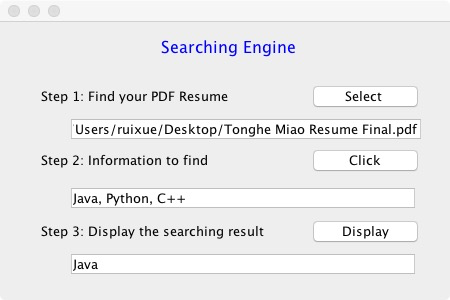 Searching Engine
Step 1: Find your PDF Resume Select
Users/ruixue/Desktop/Tonghe Miao Resume Final.pdf
Step 2: Information to find Click
Java, Python, C++
Step 3: Display the searching result Display
Java